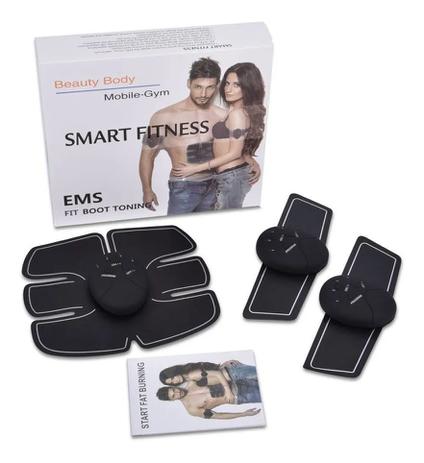 SMART FITNESS
Beauty Body
Mobile-Gym
SMART FITNESS
EMS
FIT BOOT TONING
START FAT BURNING